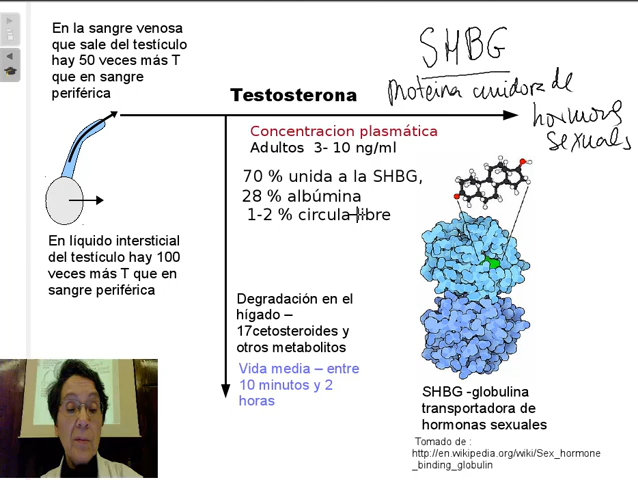 En la sangre venosa
que sale del testículo
hay 50 veces más T
que en sangre
periférica
SHBG
Proteina unidora de
hormonas
sexuales
Testosterona
Concentracion plasmática
Adultos 3- 10 ng/ml
70 % unida a la SHBG,
28 % albúmina
1-2 % circula libre
En líquido intersticial
del testículo hay 100
veces más T que en
sangre periférica
Degradación en el
hígado –
17cetosteroides y
otros metabolitos
Vida media – entre
10 minutos y 2
horas
SHBG -globulina
transportadora de
hormonas sexuales
Tomado de :
http://en.wikipedia.org/wiki/Sex_hormone
_binding_globulin